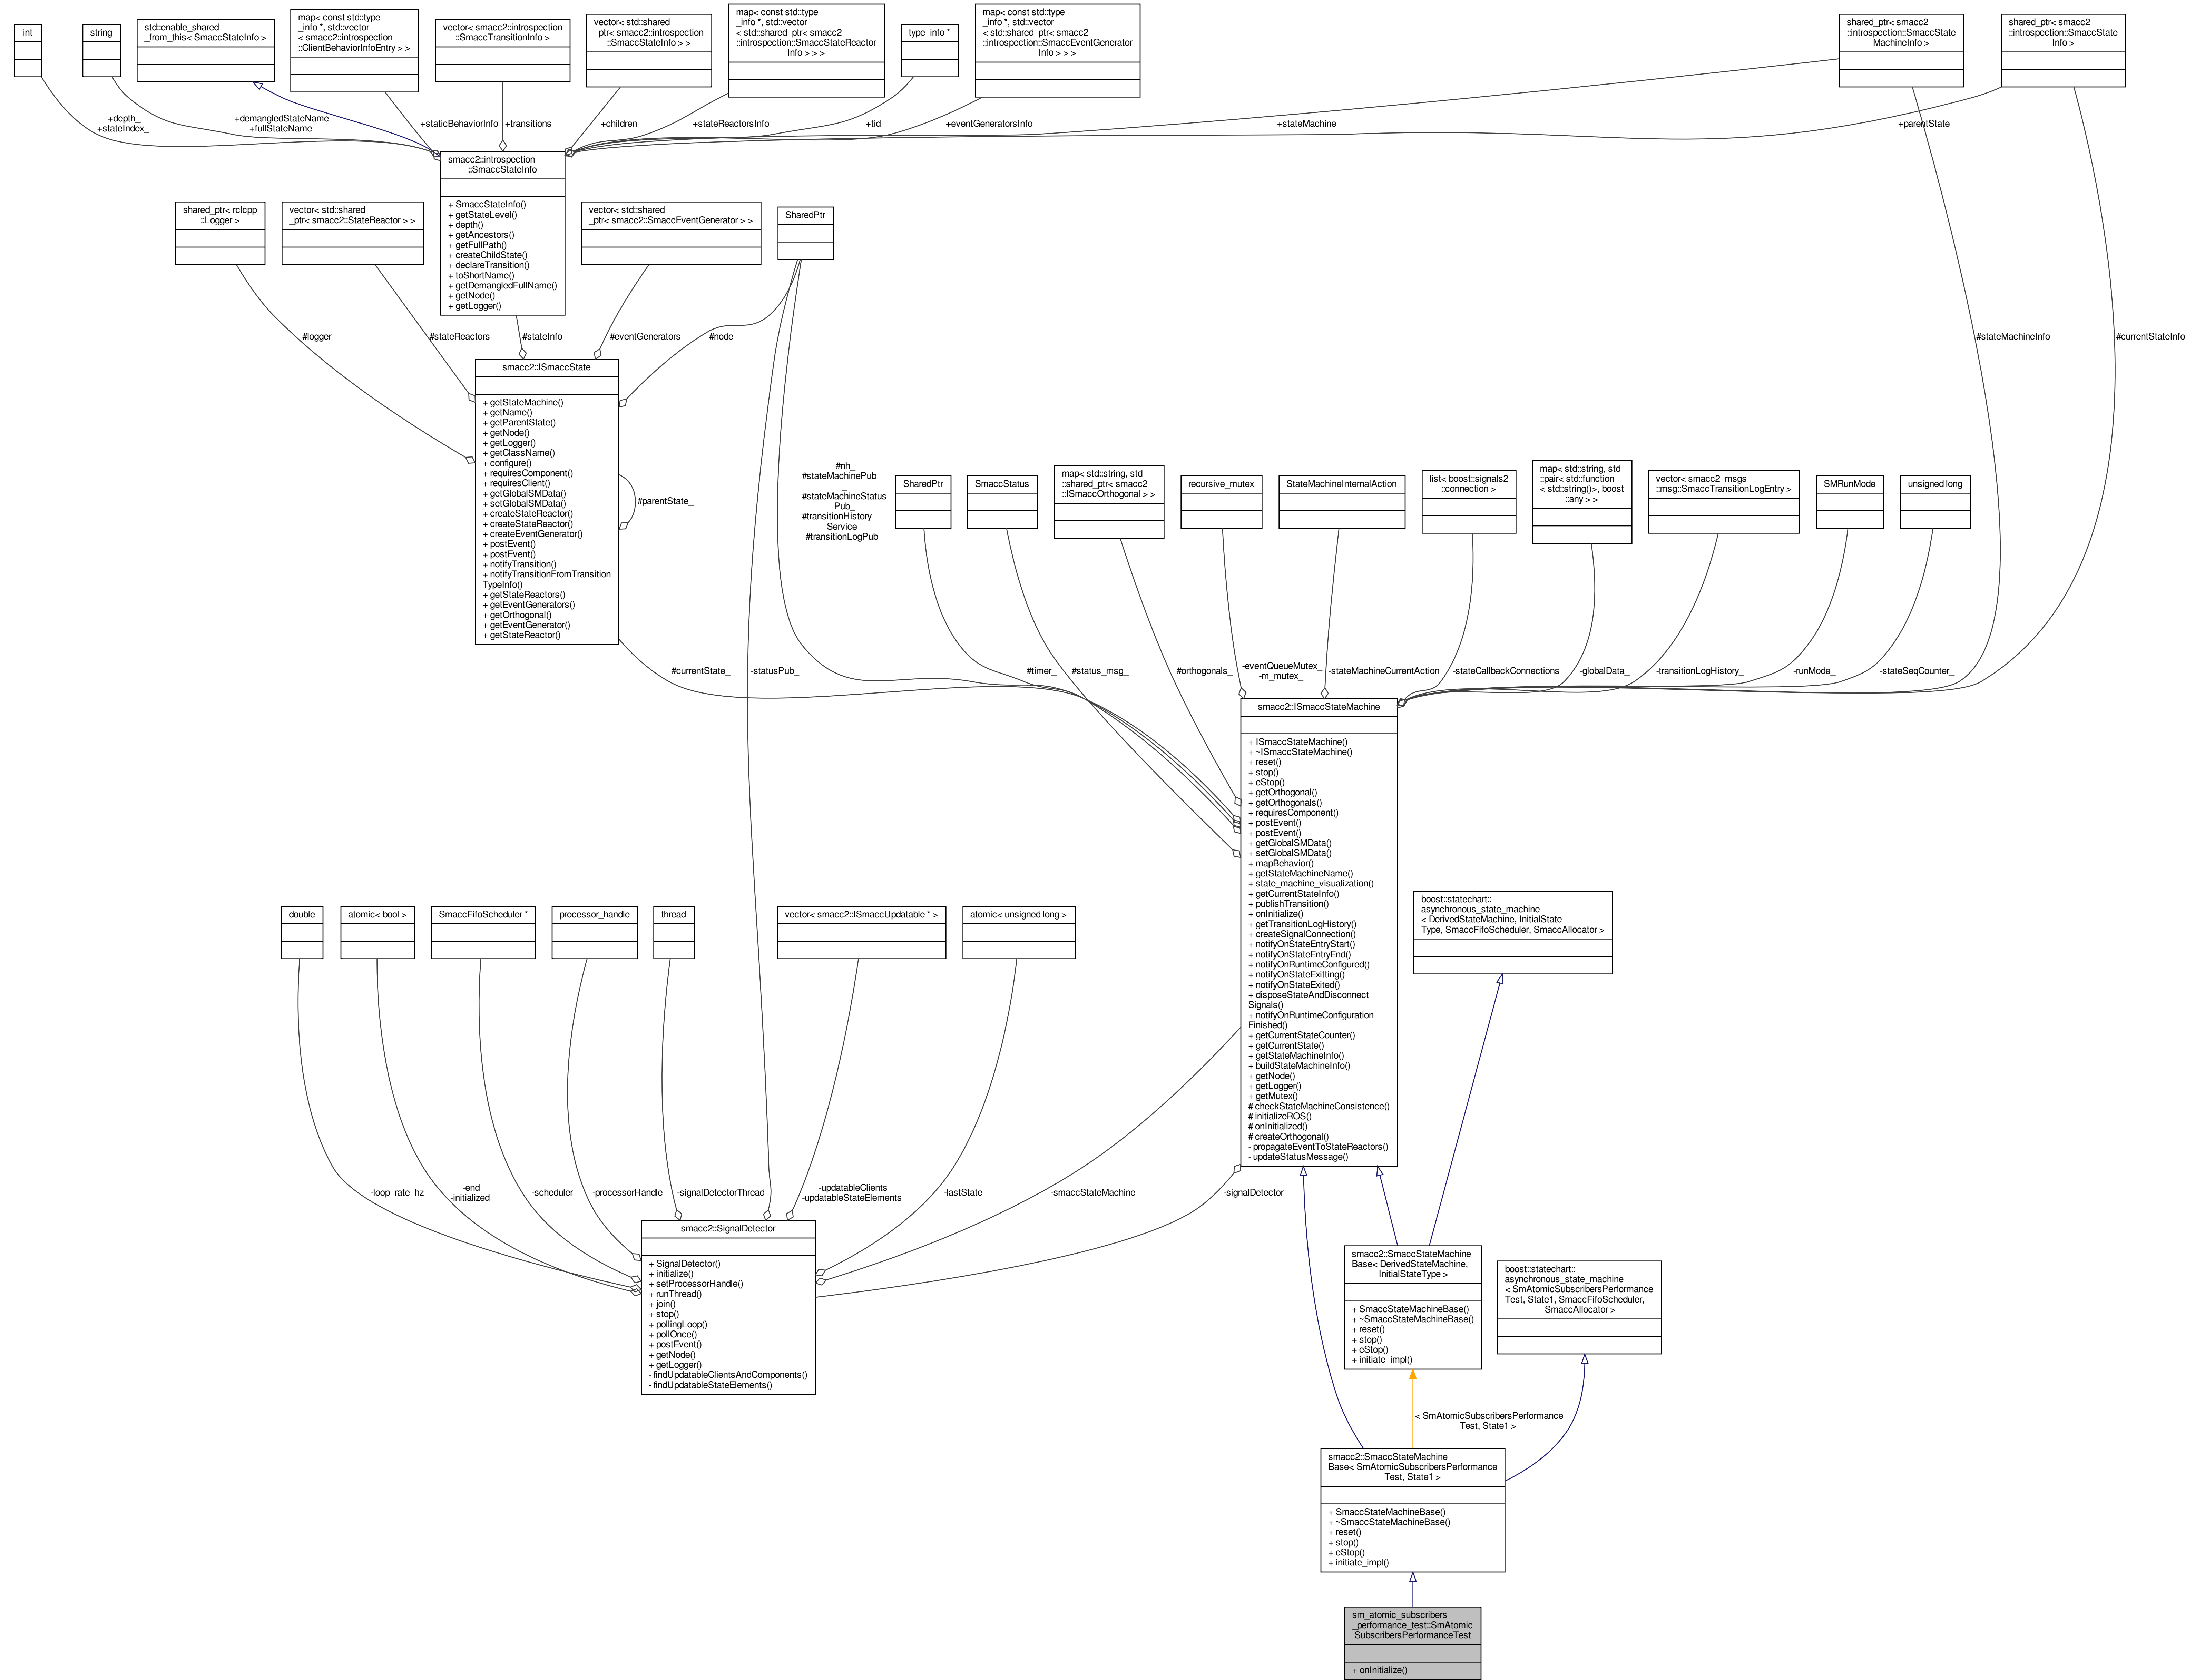 int
string
std::enable_shared
_from_this< SmaccStateInfo >
map< const std::type
_info *, std::vector
< smacc2::introspection
::ClientBehaviorInfoEntry > >
vector< smacc2::introspection
::SmaccTransitionInfo >
vector< std::shared
_ptr< smacc2::introspection
::SmaccStateInfo > >
map< const std::type
_info *, std::vector
< std::shared_ptr< smacc2
::introspection::SmaccStateReactor
Info > > >
type_info *
map< const std::type
_info *, std::vector
< std::shared_ptr< smacc2
::introspection::SmaccEventGenerator
Info > > >
shared_ptr< smacc2
::introspection::SmaccState
MachineInfo >
shared_ptr< smacc2
::introspection::SmaccState
Info >
+depth_
+stateIndex_
+demangledStateName
+fullStateName
+staticBehaviorInfo
+transitions_
+children_
+stateReactorsInfo
+tid_
+eventGeneratorsInfo
+stateMachine_
+parentState_
smacc2::introspection
::SmaccStateInfo
+ SmaccStateInfo()
+ getStateLevel()
+ depth()
+ getAncestors()
+ getFullPath()
+ createChildState()
+ declareTransition()
+ toShortName()
+ getDemangledFullName()
+ getNode()
+ getLogger()
shared_ptr< rclcpp
::Logger >
vector< std::shared
_ptr< smacc2::StateReactor > >
vector< std::shared
_ptr< smacc2::SmaccEventGenerator > >
SharedPtr
#logger_
#stateReactors_
#stateInfo_
#eventGenerators_
#node_
#stateMachineInfo_
#currentStateInfo_
smacc2::ISmaccState
+ getStateMachine()
+ getName()
+ getParentState()
+ getNode()
+ getLogger()
+ getClassName()
+ configure()
+ requiresComponent()
+ requiresClient()
+ getGlobalSMData()
+ setGlobalSMData()
+ createStateReactor()
+ createStateReactor()
+ createEventGenerator()
+ postEvent()
+ postEvent()
+ notifyTransition()
+ notifyTransitionFromTransition
TypeInfo()
+ getStateReactors()
+ getEventGenerators()
+ getOrthogonal()
+ getEventGenerator()
+ getStateReactor()
#parentState_
#nh_
#stateMachinePub
_
#stateMachineStatus
Pub_
#transitionHistory
Service_
#transitionLogPub_
SharedPtr
SmaccStatus
map< std::string, std
::shared_ptr< smacc2
::ISmaccOrthogonal > >
recursive_mutex
StateMachineInternalAction
list< boost::signals2
::connection >
map< std::string, std
::pair< std::function
< std::string()>, boost
::any > >
vector< smacc2_msgs
::msg::SmaccTransitionLogEntry >
SMRunMode
unsigned long
#currentState_
-statusPub_
#timer_
#status_msg_
#orthogonals_
-eventQueueMutex_
-m_mutex_
-stateMachineCurrentAction
-stateCallbackConnections
-globalData_
-transitionLogHistory_
-runMode_
-stateSeqCounter_
smacc2::ISmaccStateMachine
+ ISmaccStateMachine()
+ ~ISmaccStateMachine()
+ reset()
+ stop()
+ eStop()
+ getOrthogonal()
+ getOrthogonals()
+ requiresComponent()
+ postEvent()
+ postEvent()
+ getGlobalSMData()
+ setGlobalSMData()
+ mapBehavior()
+ getStateMachineName()
+ state_machine_visualization()
+ getCurrentStateInfo()
+ publishTransition()
+ onInitialize()
+ getTransitionLogHistory()
+ createSignalConnection()
+ notifyOnStateEntryStart()
+ notifyOnStateEntryEnd()
+ notifyOnRuntimeConfigured()
+ notifyOnStateExitting()
+ notifyOnStateExited()
+ disposeStateAndDisconnect
Signals()
+ notifyOnRuntimeConfiguration
Finished()
+ getCurrentStateCounter()
+ getCurrentState()
+ getStateMachineInfo()
+ buildStateMachineInfo()
+ getNode()
+ getLogger()
+ getMutex()
# checkStateMachineConsistence()
# initializeROS()
# onInitialized()
# createOrthogonal()
- propagateEventToStateReactors()
- updateStatusMessage()
double
atomic< bool >
SmaccFifoScheduler *
processor_handle
thread
vector< smacc2::ISmaccUpdatable * >
atomic< unsigned long >
boost::statechart::
asynchronous_state_machine
< DerivedStateMachine, InitialState
Type, SmaccFifoScheduler, SmaccAllocator >
-loop_rate_hz
-end_
-initialized_
-scheduler_
-processorHandle_
-signalDetectorThread_
-updatableClients_
-updatableStateElements_
-lastState_
-smaccStateMachine_
-signalDetector_
smacc2::SignalDetector
+ SignalDetector()
+ initialize()
+ setProcessorHandle()
+ runThread()
+ join()
+ stop()
+ pollingLoop()
+ pollOnce()
+ postEvent()
+ getNode()
+ getLogger()
- findUpdatableClientsAndComponents()
- findUpdatableStateElements()
smacc2::SmaccStateMachine
Base< DerivedStateMachine,
InitialStateType >
+ SmaccStateMachineBase()
+ ~SmaccStateMachineBase()
+ reset()
+ stop()
+ eStop()
+ initiate_impl()
boost::statechart::
asynchronous_state_machine
< SmAtomicSubscribersPerformance
Test, State1, SmaccFifoScheduler,
SmaccAllocator >
< SmAtomicSubscribersPerformance
Test, State1 >
smacc2::SmaccStateMachine
Base< SmAtomicSubscribersPerformance
Test, State1 >
+ SmaccStateMachineBase()
+ ~SmaccStateMachineBase()
+ reset()
+ stop()
+ eStop()
+ initiate_impl()
sm_atomic_subscribers
_performance_test::SmAtomic
SubscribersPerformanceTest
+ onInitialize()